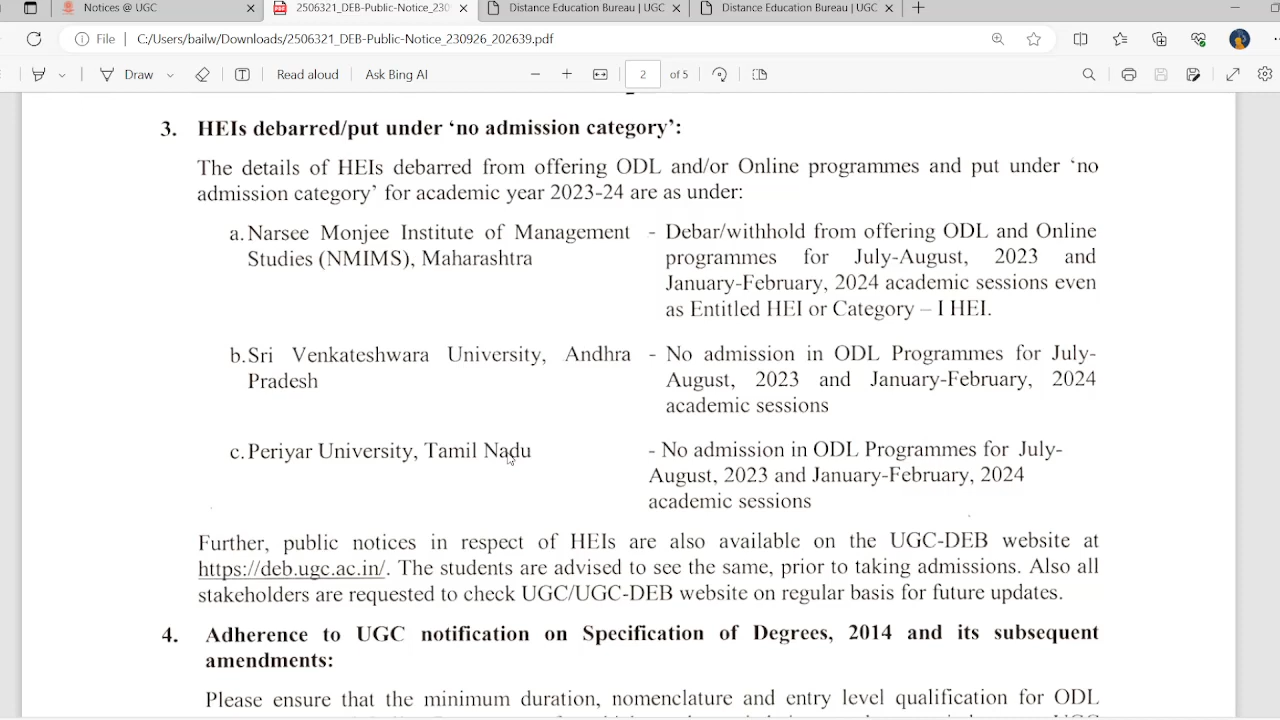 Notices @ UGC
2506321_DEB-Public-Notice_230
Distance Education Bureau | UGC
Distance Education Bureau | UGC
File
C:/Users/bailw/Downloads/2506321_DEB-Public-Notice_230926_202639.pdf
Draw
Read aloud
Ask Bing AI
2 of 5
3. HEIs debarred/put under ‘no admission category’:
The details of HEIs debarred from offering ODL and/or Online programmes and put under ‘no
admission category’ for academic year 2023-24 are as under:
a. Narsee Monjee Institute of Management
Studies (NMIMS), Maharashtra
- Debar/withhold from offering ODL and Online
programmes for July-August, 2023 and
January-February, 2024 academic sessions even
as Entitled HEI or Category – I HEI.
b. Sri Venkateshwara University, Andhra
Pradesh
- No admission in ODL Programmes for July-
August, 2023 and January-February, 2024
academic sessions
c. Periyar University, Tamil Nadu
- No admission in ODL Programmes for July-
August, 2023 and January-February, 2024
academic sessions
Further, public notices in respect of HEIs are also available on the UGC-DEB website at
https://deb.ugc.ac.in/. The students are advised to see the same, prior to taking admissions. Also all
stakeholders are requested to check UGC/UGC-DEB website on regular basis for future updates.
4. Adherence to UGC notification on Specification of Degrees, 2014 and its subsequent
amendments:
Please ensure that the minimum duration, nomenclature and entry level qualification for ODL